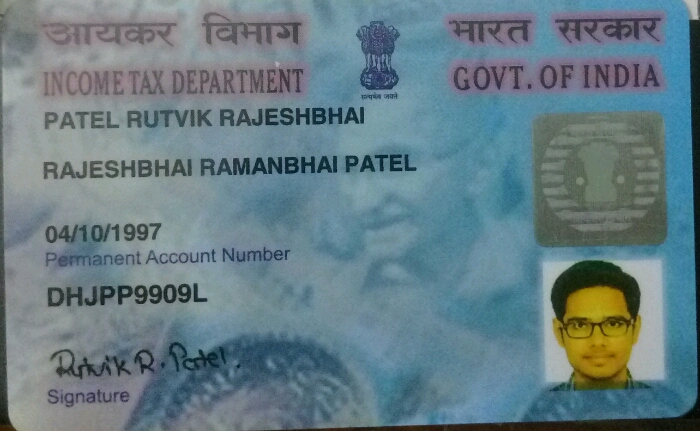 आयकर विभाग भारत सरकार
INCOME TAX DEPARTMENT GOVT. OF INDIA
सत्यमेव जयते
PATEL RUTVIK RAJESHBHAI
RAJESHBHAI RAMANBHAI PATEL
04/10/1997
Permanent Account Number
DHJPP9909L
Rutvik R. Patel.
Signature